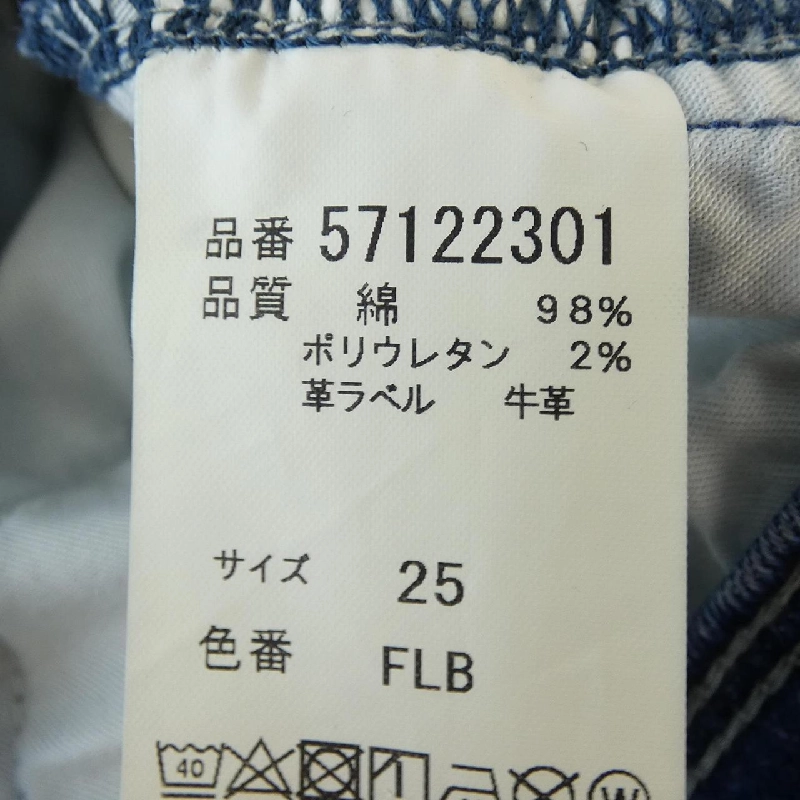 品番 57122301
品質 綿 98%
ポリウレタン 2%
革ラベル 牛革
サイズ 25
色番 FLB
40
W